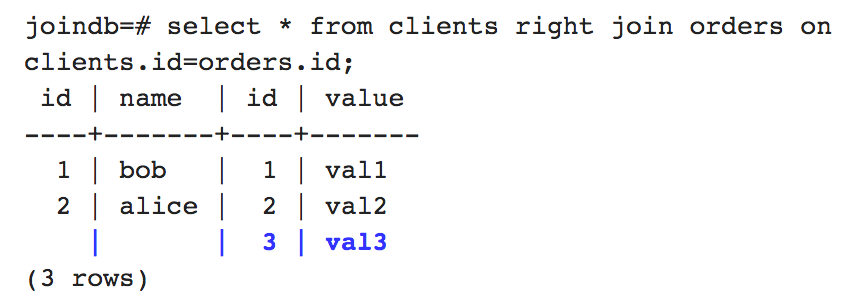 joindb=# select * from clients right join orders on
clients.id=orders.id;
 id | name  | id | value
----+-------+----+-------
  1 | bob   |  1 | val1
  2 | alice |  2 | val2
    |       |  3 | val3
(3 rows)